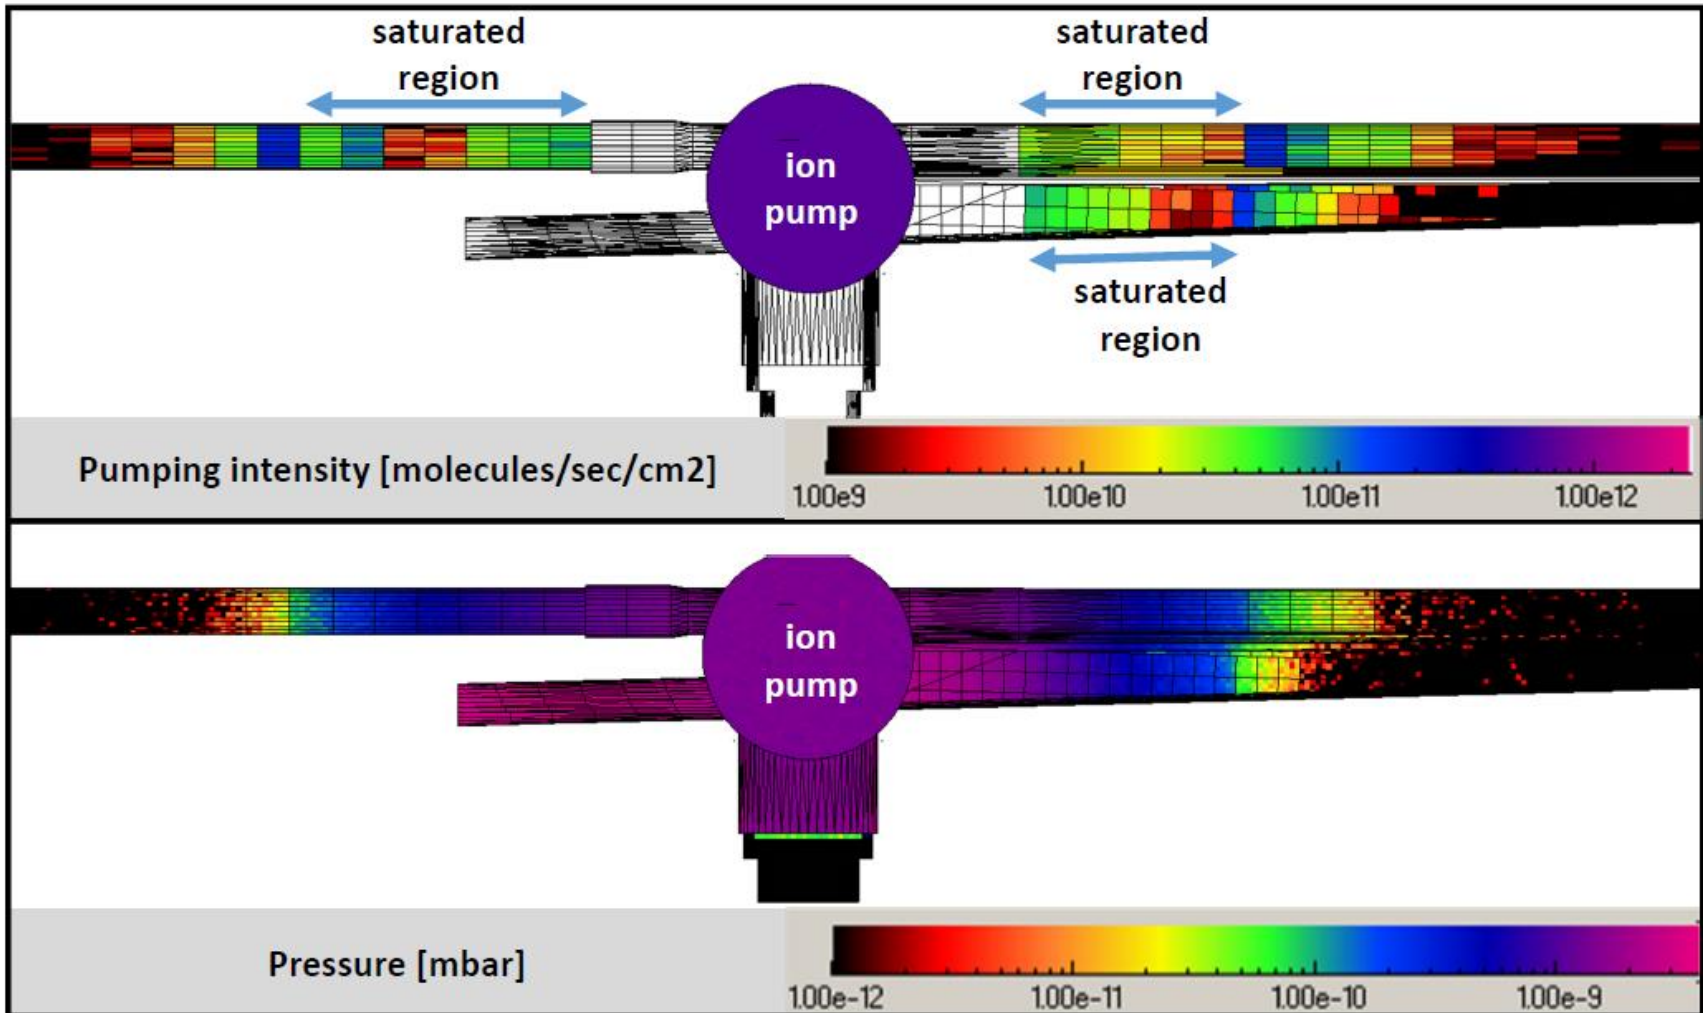 saturated
region
saturated
region
ion
pump
saturated
region
Pumping intensity [molecules/sec/cm2]
1.00e9
1.00e10
1.00e11
1.00e12
ion
pump
Pressure [mbar]
1.00e-12
1.00e-11
1.00e-10
1.00e-9